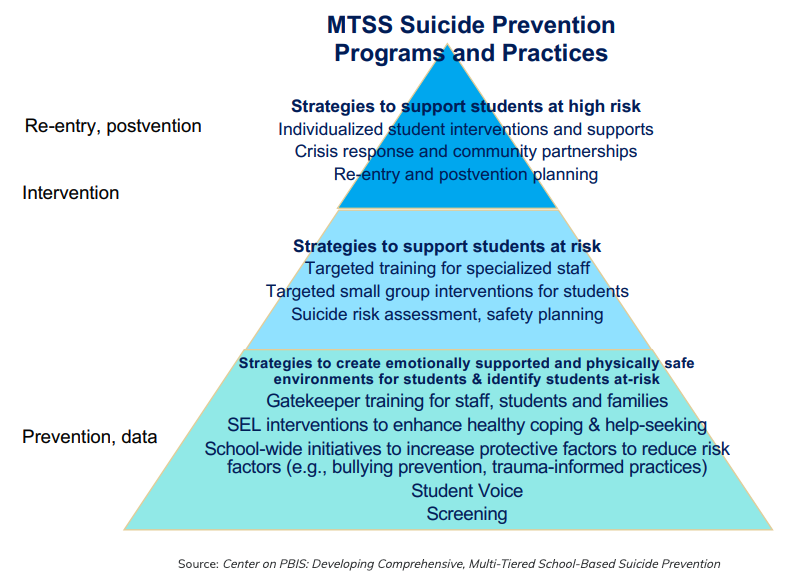 MTSS Suicide Prevention
Programs and Practices
Strategies to support students at high risk
Re-entry, postvention
Individualized student interventions and supports
Crisis response and community partnerships
Re-entry and postvention planning
Intervention
Strategies to support students at risk
Targeted training for specialized staff
Targeted small group interventions for students
Suicide risk assessment, safety planning
Strategies to create emotionally supported and physically safe
environments for students & identify students at-risk
Gatekeeper training for staff, students and families
SEL interventions to enhance healthy coping & help-seeking
Prevention, data
School-wide initiatives to increase protective factors to reduce risk
factors (e.g., bullying prevention, trauma-informed practices)
Student Voice
Screening
Source: Center on PBIS: Developing Comprehensive, Multi-Tiered School-Based Suicide Prevention